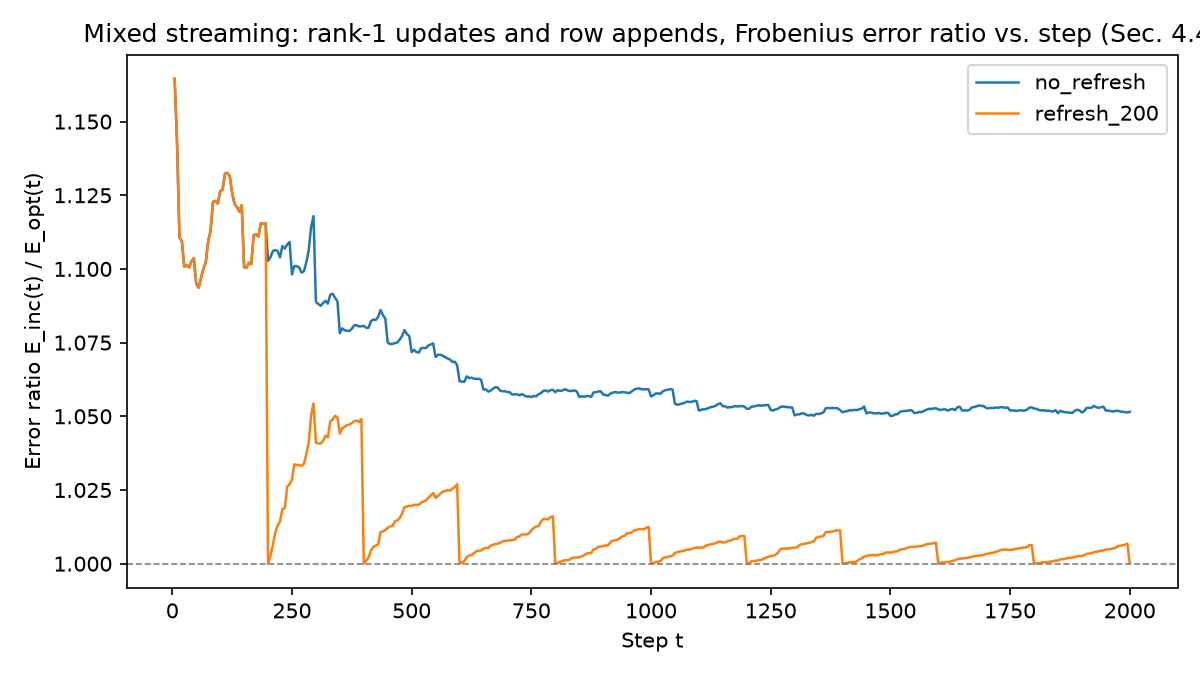 Mixed streaming: rank-1 updates and row appends, Frobenius error ratio vs. step (Sec. 4.4
no_refresh
refresh_200
Error ratio E_inc(t) / E_opt(t)
1.150
1.125
1.100
1.075
1.050
1.025
1.000
0 250 500 750 1000 1250 1500 1750 2000
Step t